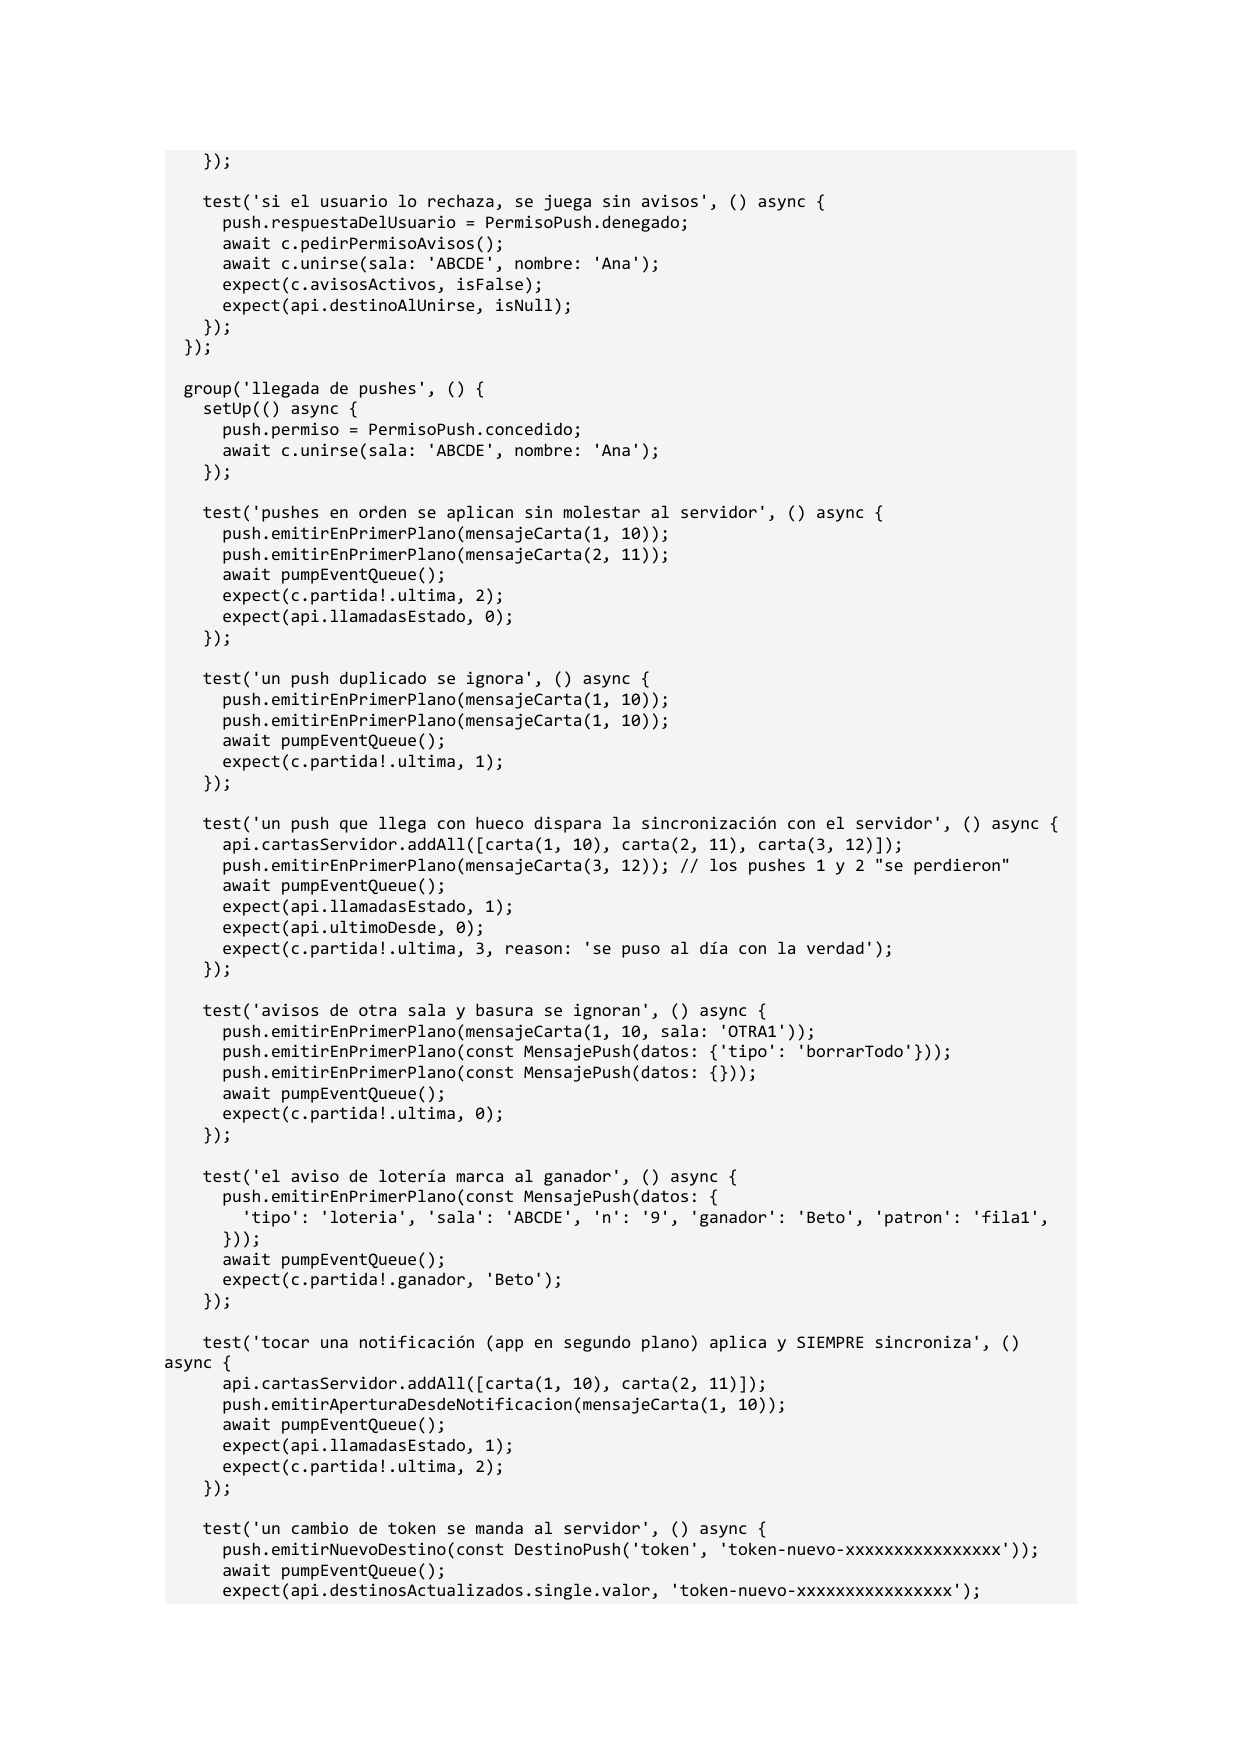 });

    test('si el usuario lo rechaza, se juega sin avisos', () async {
      push.respuestaDelUsuario = PermisoPush.denegado;
      await c.pedirPermisoAvisos();
      await c.unirse(sala: 'ABCDE', nombre: 'Ana');
      expect(c.avisosActivos, isFalse);
      expect(api.destinoAlUnirse, isNull);
    });
  });

  group('llegada de pushes', () {
    setUp(() async {
      push.permiso = PermisoPush.concedido;
      await c.unirse(sala: 'ABCDE', nombre: 'Ana');
    });

    test('pushes en orden se aplican sin molestar al servidor', () async {
      push.emitirEnPrimerPlano(mensajeCarta(1, 10));
      push.emitirEnPrimerPlano(mensajeCarta(2, 11));
      await pumpEventQueue();
      expect(c.partida!.ultima, 2);
      expect(api.llamadasEstado, 0);
    });

    test('un push duplicado se ignora', () async {
      push.emitirEnPrimerPlano(mensajeCarta(1, 10));
      push.emitirEnPrimerPlano(mensajeCarta(1, 10));
      await pumpEventQueue();
      expect(c.partida!.ultima, 1);
    });

    test('un push que llega con hueco dispara la sincronización con el servidor', () async {
      api.cartasServidor.addAll([carta(1, 10), carta(2, 11), carta(3, 12)]);
      push.emitirEnPrimerPlano(mensajeCarta(3, 12)); // los pushes 1 y 2 "se perdieron"
      await pumpEventQueue();
      expect(api.llamadasEstado, 1);
      expect(api.ultimoDesde, 0);
      expect(c.partida!.ultima, 3, reason: 'se puso al día con la verdad');
    });

    test('avisos de otra sala y basura se ignoran', () async {
      push.emitirEnPrimerPlano(mensajeCarta(1, 10, sala: 'OTRA1'));
      push.emitirEnPrimerPlano(const MensajePush(datos: {'tipo': 'borrarTodo'}));
      push.emitirEnPrimerPlano(const MensajePush(datos: {}));
      await pumpEventQueue();
      expect(c.partida!.ultima, 0);
    });

    test('el aviso de lotería marca al ganador', () async {
      push.emitirEnPrimerPlano(const MensajePush(datos: {
        'tipo': 'loteria', 'sala': 'ABCDE', 'n': '9', 'ganador': 'Beto', 'patron': 'fila1',
      }));
      await pumpEventQueue();
      expect(c.partida!.ganador, 'Beto');
    });

    test('tocar una notificación (app en segundo plano) aplica y SIEMPRE sincroniza', ()
async {
      api.cartasServidor.addAll([carta(1, 10), carta(2, 11)]);
      push.emitirAperturaDesdeNotificacion(mensajeCarta(1, 10));
      await pumpEventQueue();
      expect(api.llamadasEstado, 1);
      expect(c.partida!.ultima, 2);
    });

    test('un cambio de token se manda al servidor', () async {
      push.emitirNuevoDestino(const DestinoPush('token', 'token-nuevo-xxxxxxxxxxxxxxxx'));
      await pumpEventQueue();
      expect(api.destinosActualizados.single.valor, 'token-nuevo-xxxxxxxxxxxxxxxx');